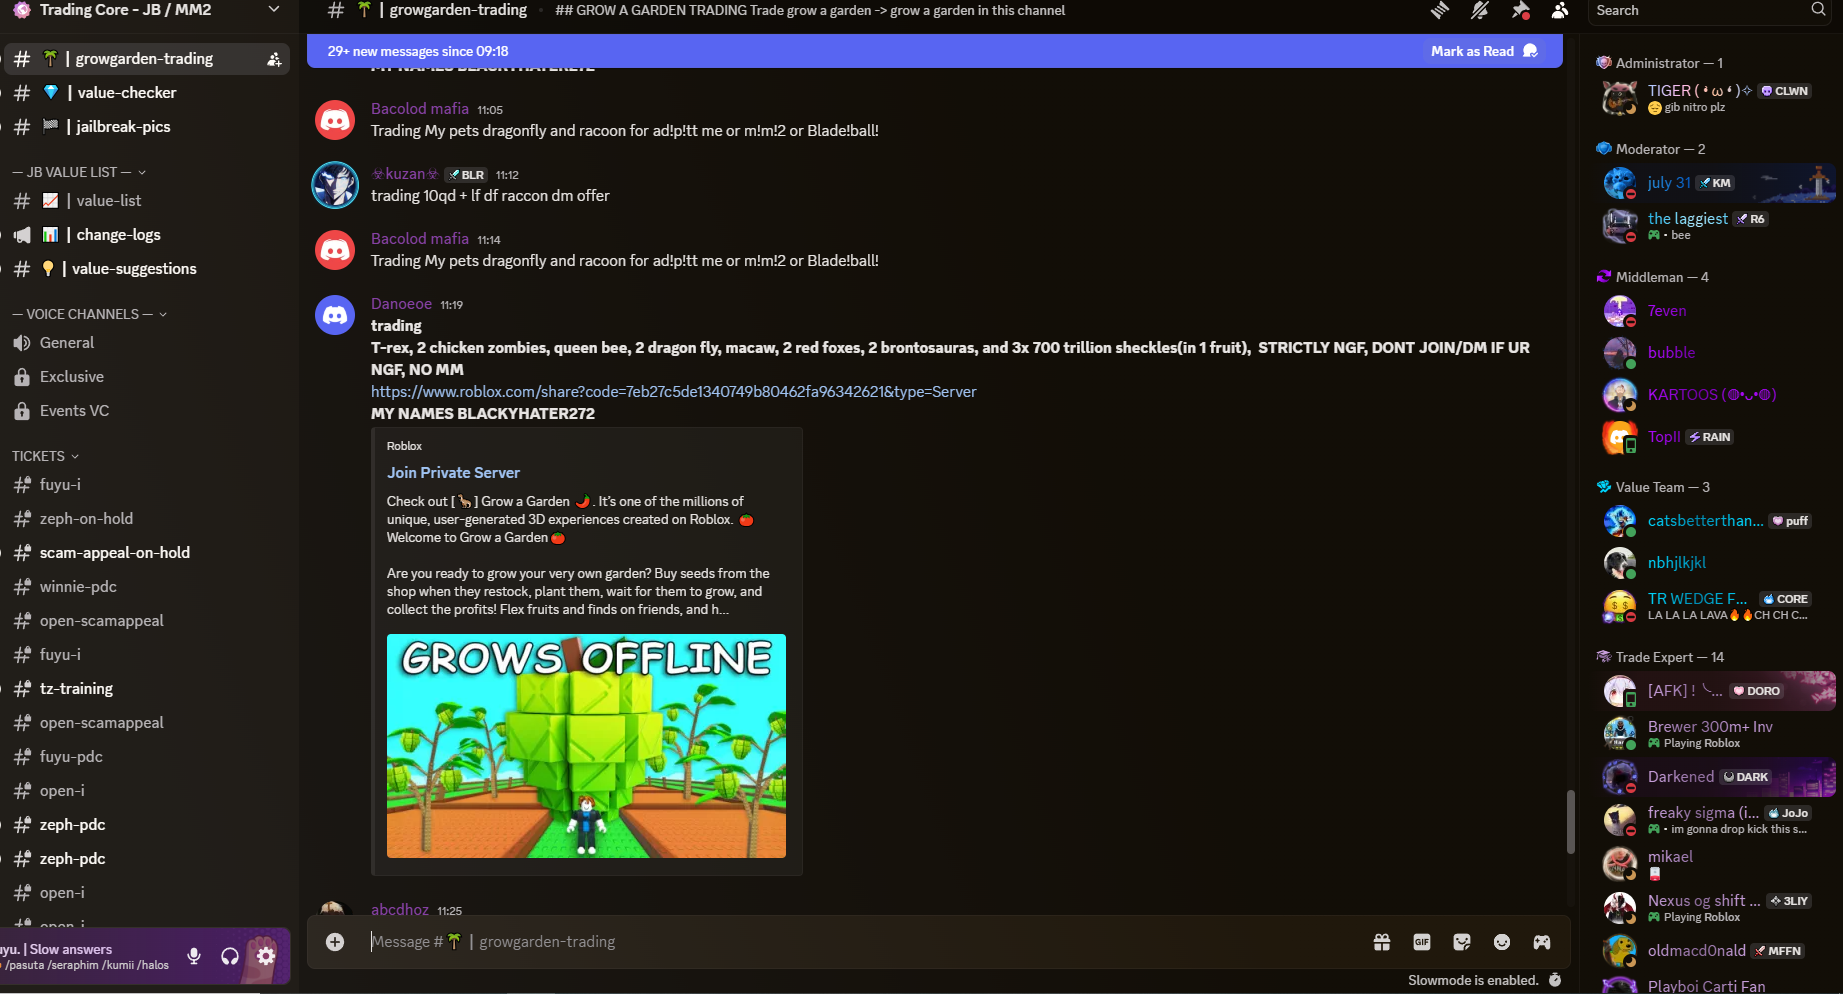 Trading Core - JB / MM2
| growgarden-trading
| value-checker
| jailbreak-pics
— JB VALUE LIST —
| value-list
| change-logs
| value-suggestions
— VOICE CHANNELS —
General
Exclusive
Events VC
TICKETS
fuyu-i
zeph-on-hold
scam-appeal-on-hold
winnie-pdc
open-scamappeal
fuyu-i
tz-training
open-scamappeal
fuyu-pdc
open-i
zeph-pdc
zeph-pdc
open-i
open-i
yu. | Slow answers
/pasuta /seraphim /kumii /halos
# 🌴 | growgarden-trading
## GROW A GARDEN TRADING Trade grow a garden -> grow a garden in this channel
29+ new messages since 09:18
Mark as Read
MY NAMES BLACKYHATER272
Bacolod mafia 11:05
Trading My pets dragonfly and racoon for ad!p!tt me or m!m!2 or Blade!ball!
☣kuzan☣ BLR 11:12
trading 10qd + lf df raccon dm offer
Bacolod mafia 11:14
Trading My pets dragonfly and racoon for ad!p!tt me or m!m!2 or Blade!ball!
Danoeoe 11:19
trading
T-rex, 2 chicken zombies, queen bee, 2 dragon fly, macaw, 2 red foxes, 2 brontosauras, and 3x 700 trillion sheckles(in 1 fruit), STRICTLY NGF, DONT JOIN/DM IF UR
NGF, NO MM
https://www.roblox.com/share?code=7eb27c5de1340749b80462fa96342621&type=Server
MY NAMES BLACKYHATER272
Roblox
Join Private Server
Check out [🦕] Grow a Garden 🌶️. It's one of the millions of
unique, user-generated 3D experiences created on Roblox. 🍅
Welcome to Grow a Garden 🍅
Are you ready to grow your very own garden? Buy seeds from the
shop when they restock, plant them, wait for them to grow, and
collect the profits! Flex fruits and finds on friends, and h...
GROWS OFFLINE
abcdhoz 11:25
Message #🌴 | growgarden-trading
GIF
Slowmode is enabled.
Search
Administrator — 1
TIGER ( ❛ ω ❛ )✧ CLWN
gib nitro plz
Moderator — 2
july 31 KM
the laggiest R6
• bee
Middleman — 4
7even
bubble
KARTOOS (◍•ᴗ•◍)
Topll RAIN
Value Team — 3
catsbetterthan... puff
nbhjlkjkl
TR WEDGE F... CORE
LA LA LA LAVA🔥🔥CH CH C...
Trade Expert — 14
[AFK] ! ╰... DORO
Brewer 300m+ Inv
Playing Roblox
Darkened DARK
freaky sigma (i... JoJo
• im gonna drop kick this s...
mikael
Nexus og shift ... 3LIY
Playing Roblox
oldmacd0nald MFFN
Playboi Carti Fan